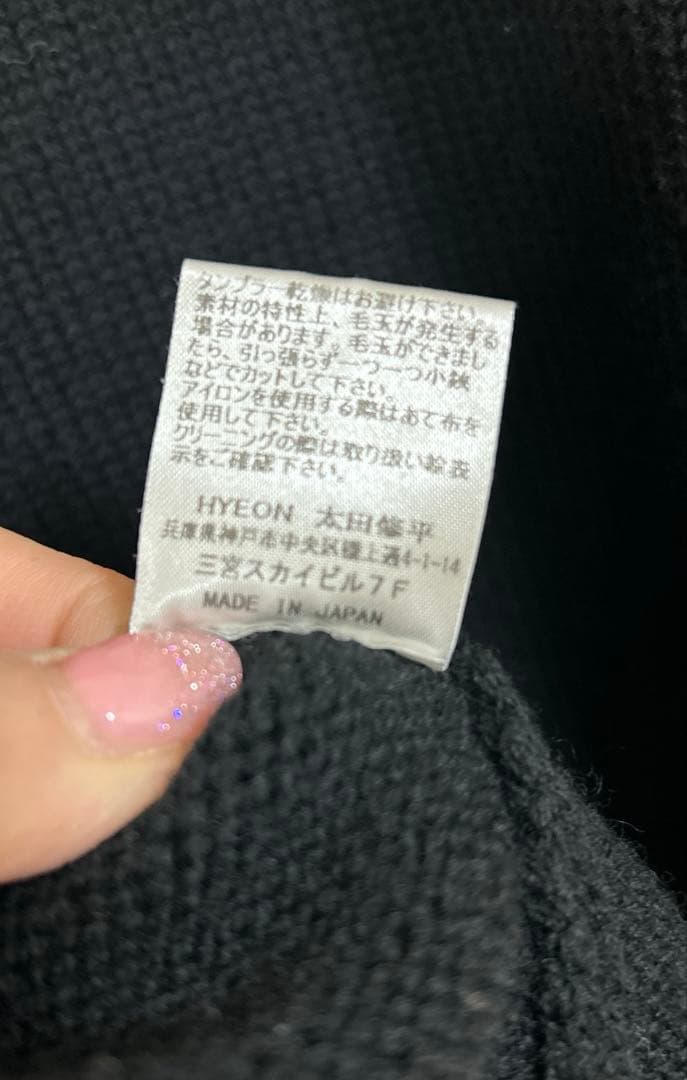 タンブラー乾燥はお避け下さい。
素材の特性上、毛玉が発生する
場合があります。毛玉ができまし
たら、引っ張らず一つ一つ小鋏
などでカットして下さい。
アイロンを使用する際はあて布を
使用して下さい。
クリーニングの際は取り扱い絵表
示をご確認下さい。
HYEON 太田修平
兵庫県神戸市中央区磯上通4-1-14
三宮スカイビル7F
MADE IN JAPAN